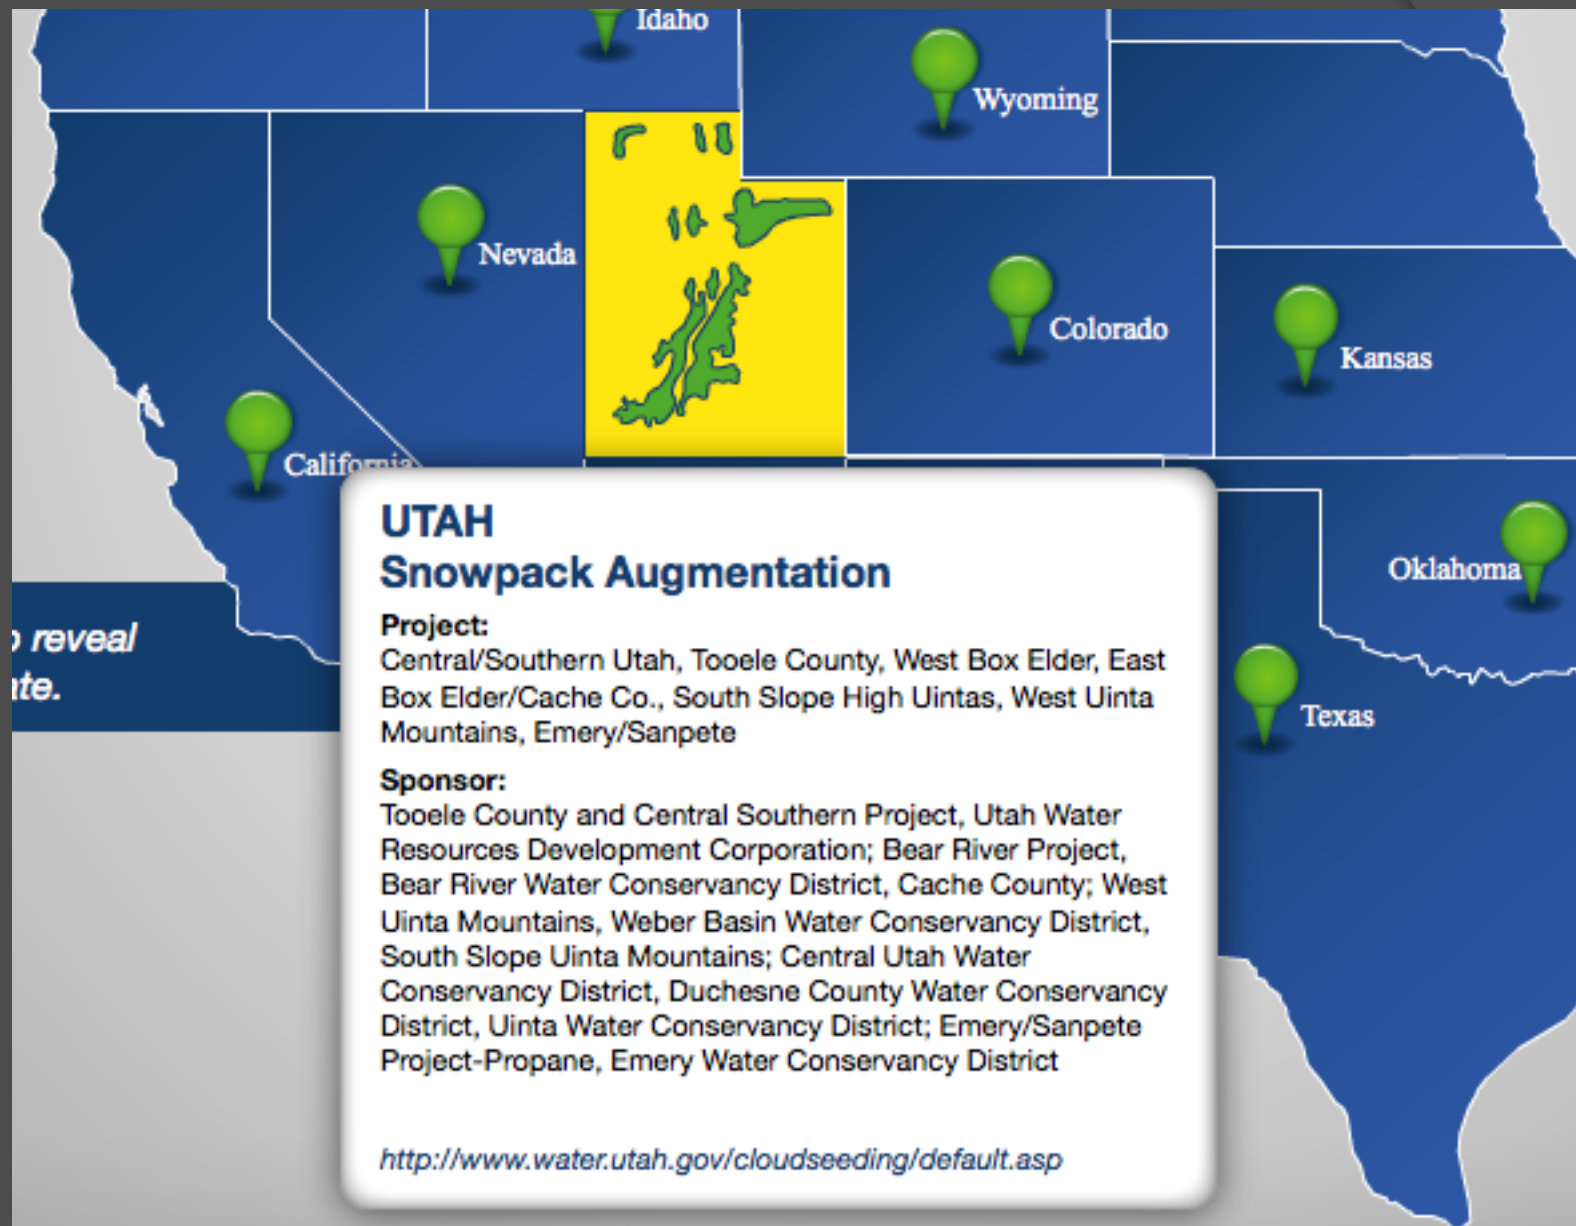 Idaho
Wyoming
Nevada
Colorado
Kansas
California
Oklahoma
Texas
reveal
UTAH
Snowpack Augmentation
Project:
Central/Southern Utah, Tooele County, West Box Elder, East
Box Elder/Cache Co., South Slope High Uintas, West Uinta
Mountains, Emery/Sanpete
Sponsor:
Tooele County and Central Southern Project, Utah Water
Resources Development Corporation; Bear River Project,
Bear River Water Conservancy District, Cache County; West
Uinta Mountains, Weber Basin Water Conservancy District,
South Slope Uinta Mountains; Central Utah Water
Conservancy District, Duchesne County Water Conservancy
District, Uinta Water Conservancy District; Emery/Sanpete
Project-Propane, Emery Water Conservancy District
http://www.water.utah.gov/cloudseeding/default.asp